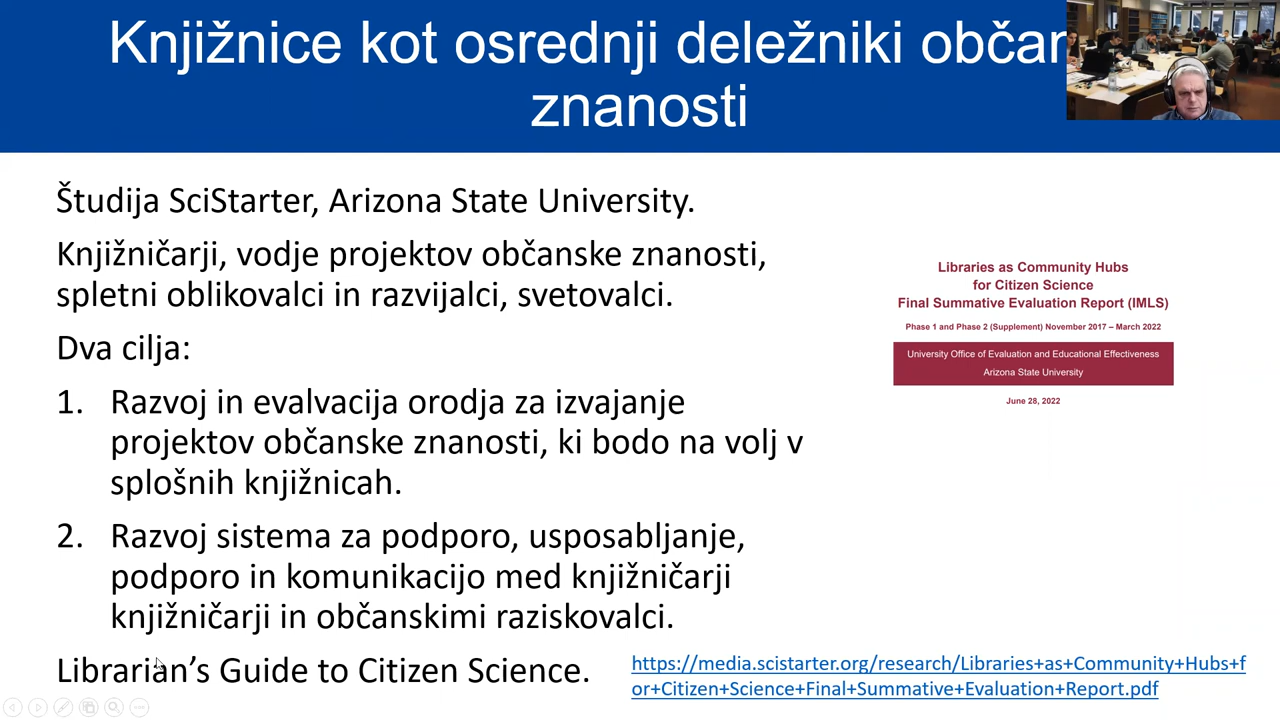 Knjižnice kot osrednji deležniki
znanosti
Študija SciStarter, Arizona State University.
Knjižničarji, vodje projektov občanske znanosti,
spletni oblikovalci in razvijalci, svetovalci.
Dva cilja:
1. Razvoj in evalvacija orodja za izvajanje
projektov občanske znanosti, ki bodo na volj v
splošnih knjižnicah.
2. Razvoj sistema za podporo, usposabljanje,
podporo in komunikacijo med knjižničarji
knjižničarji in občanskimi raziskovalci.
Librarian’s Guide to Citizen Science.
Libraries as Community Hubs
for Citizen Science
Final Summative Evaluation Report (IMLS)
Phase 1 and Phase 2 (Supplement) November 2017 – March 2022
University Office of Evaluation and Educational Effectiveness
Arizona State University
June 28, 2022
https://media.scistarter.org/research/Libraries+as+Community+Hubs+f
or+Citizen+Science+Final+Summative+Evaluation+Report.pdf